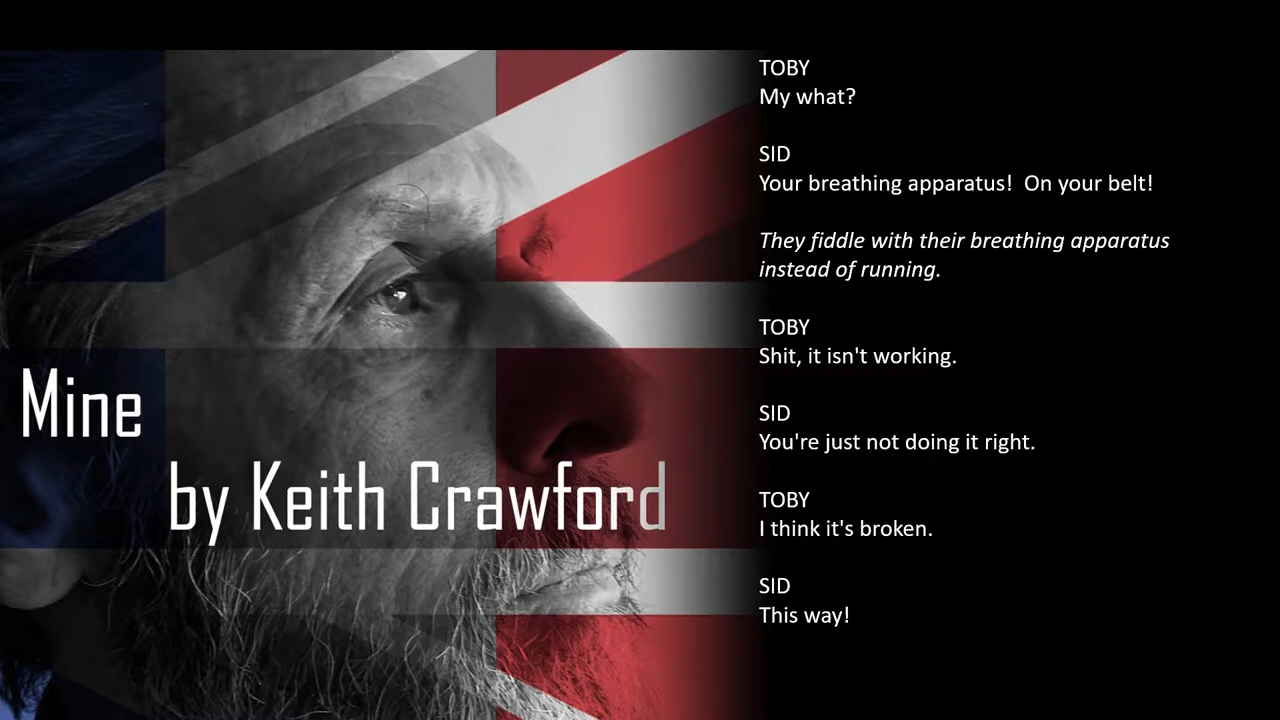 Mine
by Keith Crawford
TOBY
My what?
SID
Your breathing apparatus!  On your belt!
They fiddle with their breathing apparatus
instead of running.
TOBY
Shit, it isn't working.
SID
You're just not doing it right.
TOBY
I think it's broken.
SID
This way!